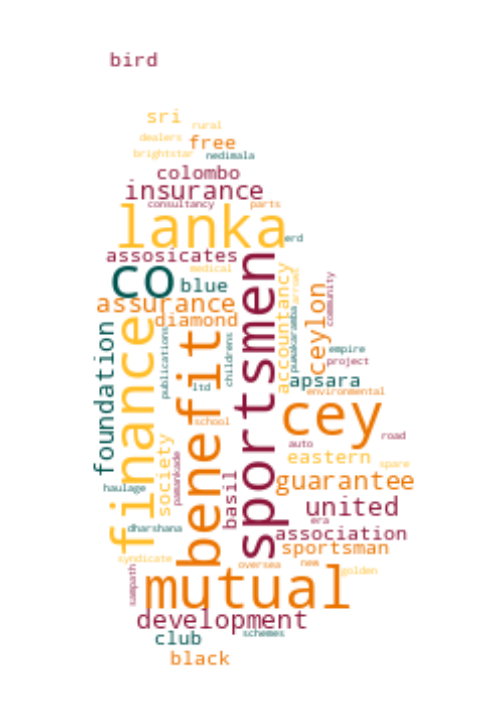 bird
sri
rural
dealers
free
brightstar
nedimala
colombo
insurance
consultancy
parts
lanka
erd
assosicates
medical
co
blue
arrows
assurance
diamond
accountancy
ceylon
community
pumakaramba
foundation
finance
publications
benefit
childrens
sportsmen
empire
project
apsara
ltd
environmental
cey
school
road
auto
eastern
spare
society
pamankade
basil
guarantee
haulage
united
era
dharshana
association
sportsman
syndicate
oversea
new
golden
sampath
mutual
development
schemes
club
black